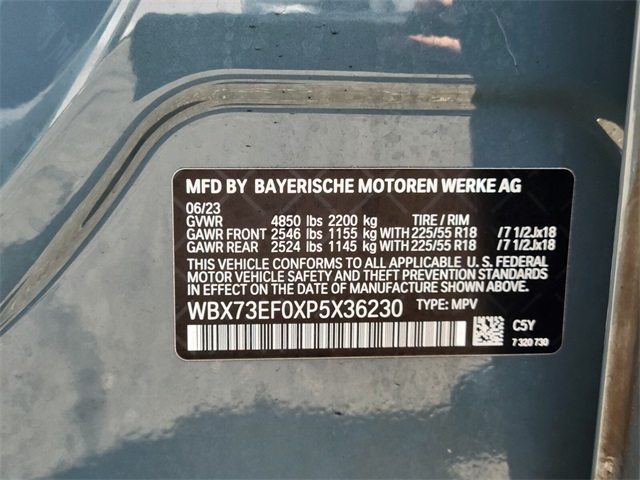 MFD BY BAYERISCHE MOTOREN WERKE AG
06/23
GVWR 4850 lbs 2200 kg TIRE / RIM
GAWR FRONT 2546 lbs 1155 kg WITH 225/55 R18 /7 1/2Jx18
GAWR REAR 2524 lbs 1145 kg WITH 225/55 R18 /7 1/2Jx18
THIS VEHICLE CONFORMS TO ALL APPLICABLE U. S. FEDERAL
MOTOR VEHICLE SAFETY, BUMPER, AND THEFT PREVENTION
STANDARDS IN EFFECT ON THE DATE OF MANUFACTURE SHOWN ABOVE.
WBX73EF0XP5X36230 TYPE: MPV
C5Y
7 320 730